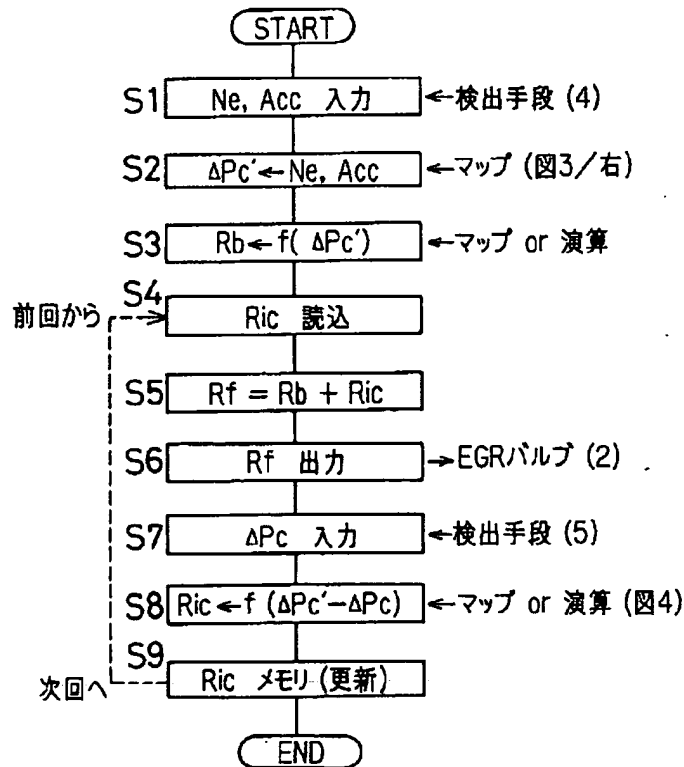 START
S1 Ne, Acc 入力 ←検出手段 (4)
S2 ΔPc'←Ne, Acc ←マップ (図3/右)
S3 Rb←f( ΔPc') ←マップ or 演算
S4
前回から Ric 読込
S5 Rf = Rb + Ric
S6 Rf 出力 →EGRバルブ (2)
S7 ΔPc 入力 ←検出手段 (5)
S8 Ric←f (ΔPc'−ΔPc) ←マップ or 演算 (図4)
S9
次回へ Ric メモリ (更新)
END